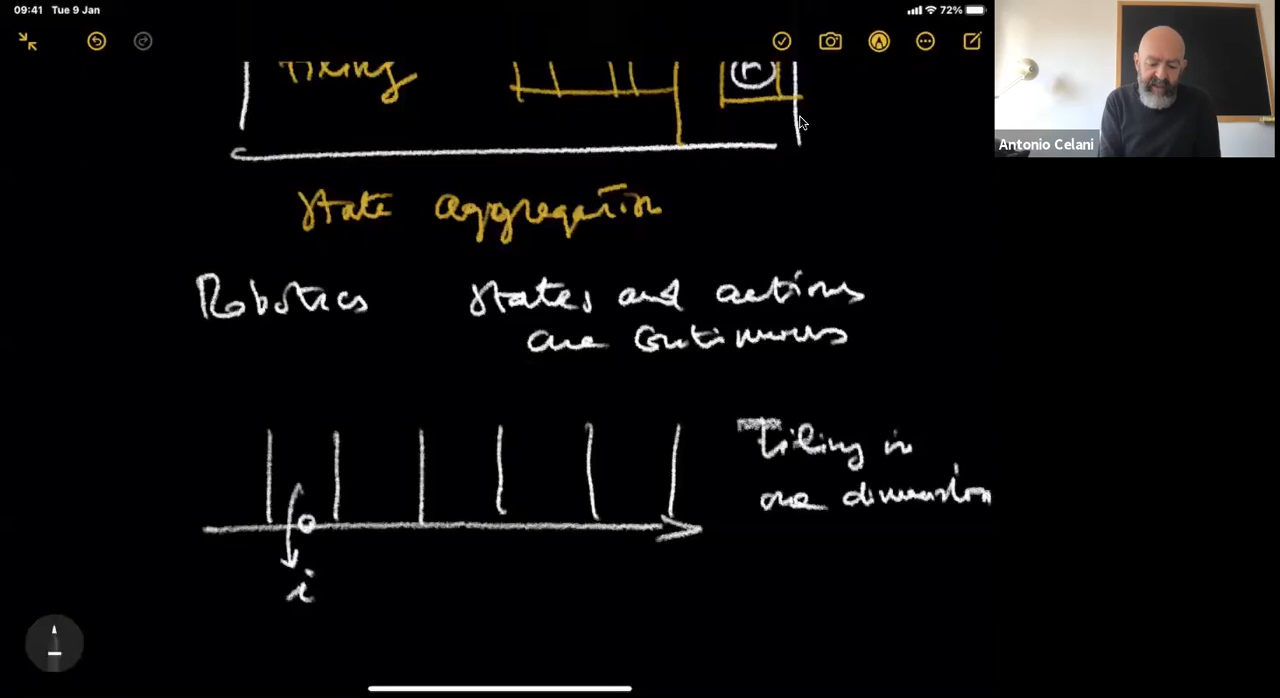 09:41 Tue 9 Jan
72%
Tiling
r
Antonio Celani
State aggregation
Robotics
states and actions
are continuous
Tiling in
one dimension
i